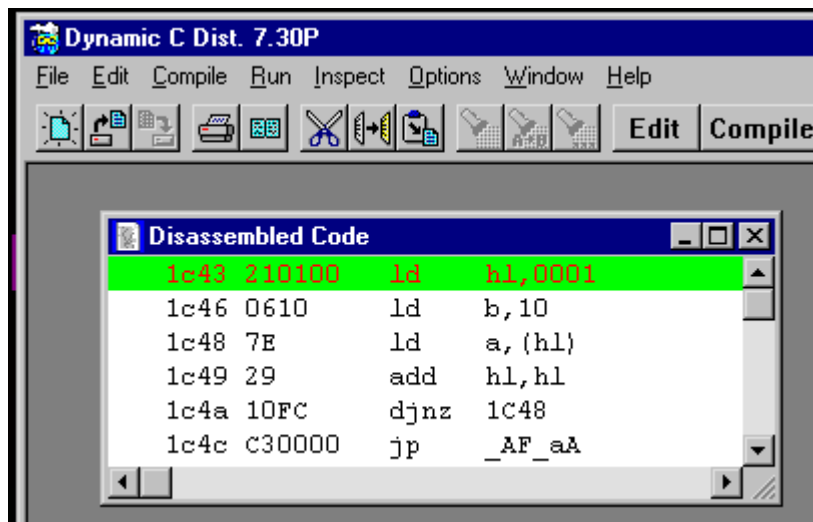 Dynamic C Dist. 7.30P
File Edit Compile Run Inspect Options Window Help
Edit Compile
Disassembled Code
1c43 210100 ld hl,0001
1c46 0610 ld b,10
1c48 7E ld a,(hl)
1c49 29 add hl,hl
1c4a 10FC djnz 1C48
1c4c C30000 jp _AF_aA